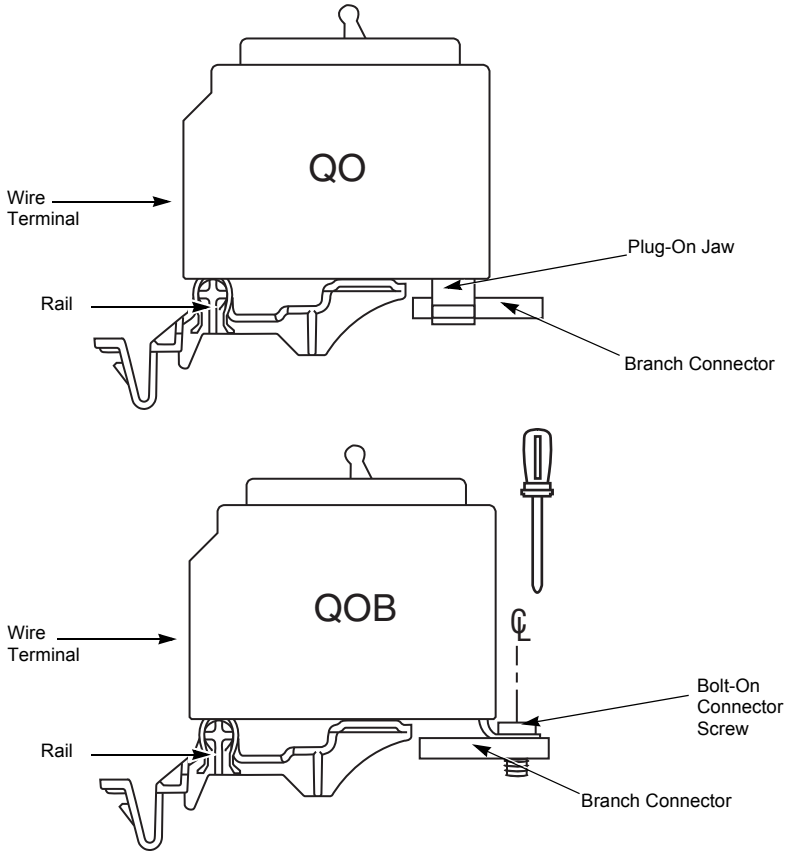 QO
Wire
Terminal
Plug-On Jaw
Rail
Branch Connector
QOB
℄
Wire
Terminal
Bolt-On
Connector
Screw
Rail
Branch Connector